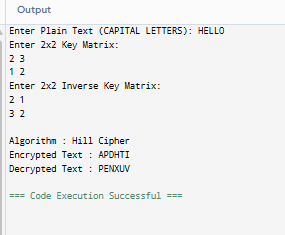 Output
Enter Plain Text (CAPITAL LETTERS): HELLO
Enter 2x2 Key Matrix:
2 3
1 2
Enter 2x2 Inverse Key Matrix:
2 1
3 2
Algorithm : Hill Cipher
Encrypted Text : APDHTI
Decrypted Text : PENXUV
=== Code Execution Successful ===